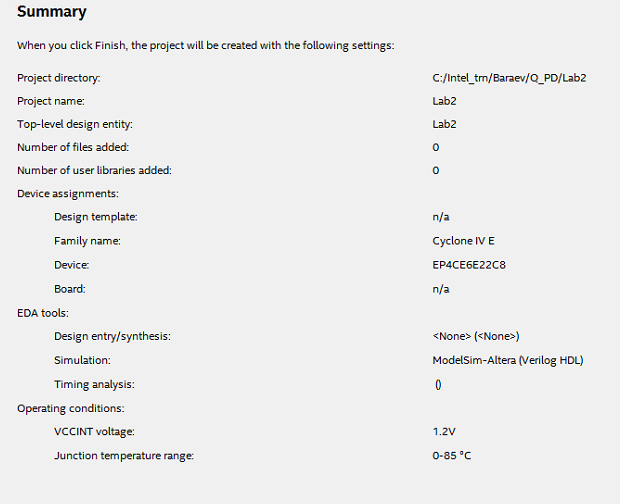 Summary
When you click Finish, the project will be created with the following settings:
Project directory: C:/Intel_trn/Baraev/Q_PD/Lab2
Project name: Lab2
Top-level design entity: Lab2
Number of files added: 0
Number of user libraries added: 0
Device assignments:
Design template: n/a
Family name: Cyclone IV E
Device: EP4CE6E22C8
Board: n/a
EDA tools:
Design entry/synthesis: <None> (<None>)
Simulation: ModelSim-Altera (Verilog HDL)
Timing analysis: ()
Operating conditions:
VCCINT voltage: 1.2V
Junction temperature range: 0-85 °C